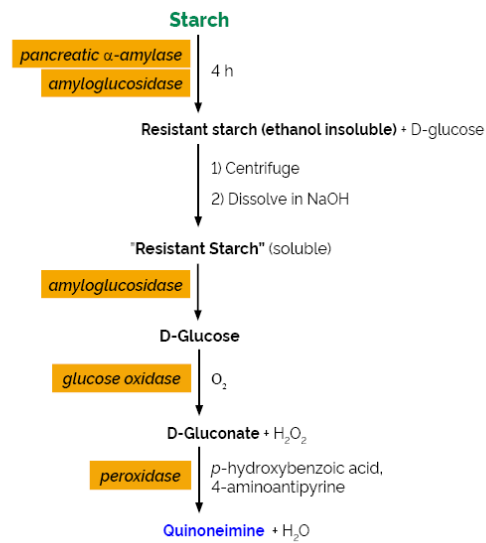 Starch
pancreatic α-amylase
amyloglucosidase
4 h
Resistant starch (ethanol insoluble) + D-glucose
1) Centrifuge
2) Dissolve in NaOH
"Resistant Starch" (soluble)
amyloglucosidase
D-Glucose
glucose oxidase
O₂
D-Gluconate + H₂O₂
peroxidase
p-hydroxybenzoic acid,
4-aminoantipyrine
Quinoneimine + H₂O